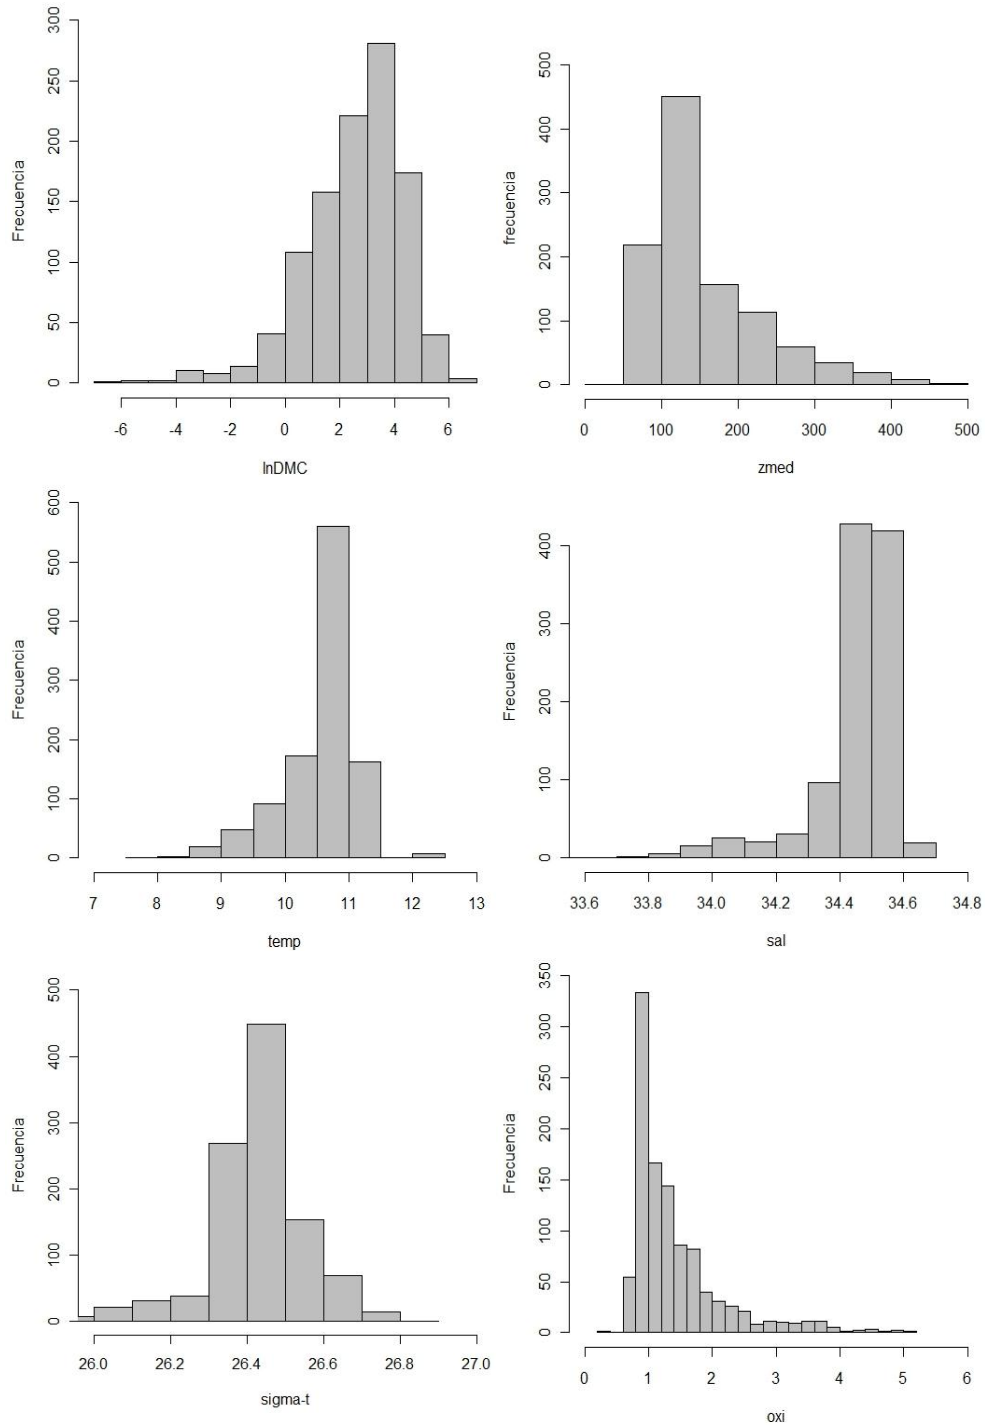 300
250
200
150
100
50
0
Frecuencia
-6 -4 -2 0 2 4 6
lnDMC
500
400
300
200
100
0
frecuencia
0 100 200 300 400 500
zmed
600
500
400
300
200
100
0
Frecuencia
7 8 9 10 11 12 13
temp
400
300
200
100
0
Frecuencia
33.6 33.8 34.0 34.2 34.4 34.6 34.8
sal
500
400
300
200
100
0
Frecuencia
26.0 26.2 26.4 26.6 26.8 27.0
sigma-t
350
300
250
200
150
100
50
0
Frecuencia
0 1 2 3 4 5 6
oxi